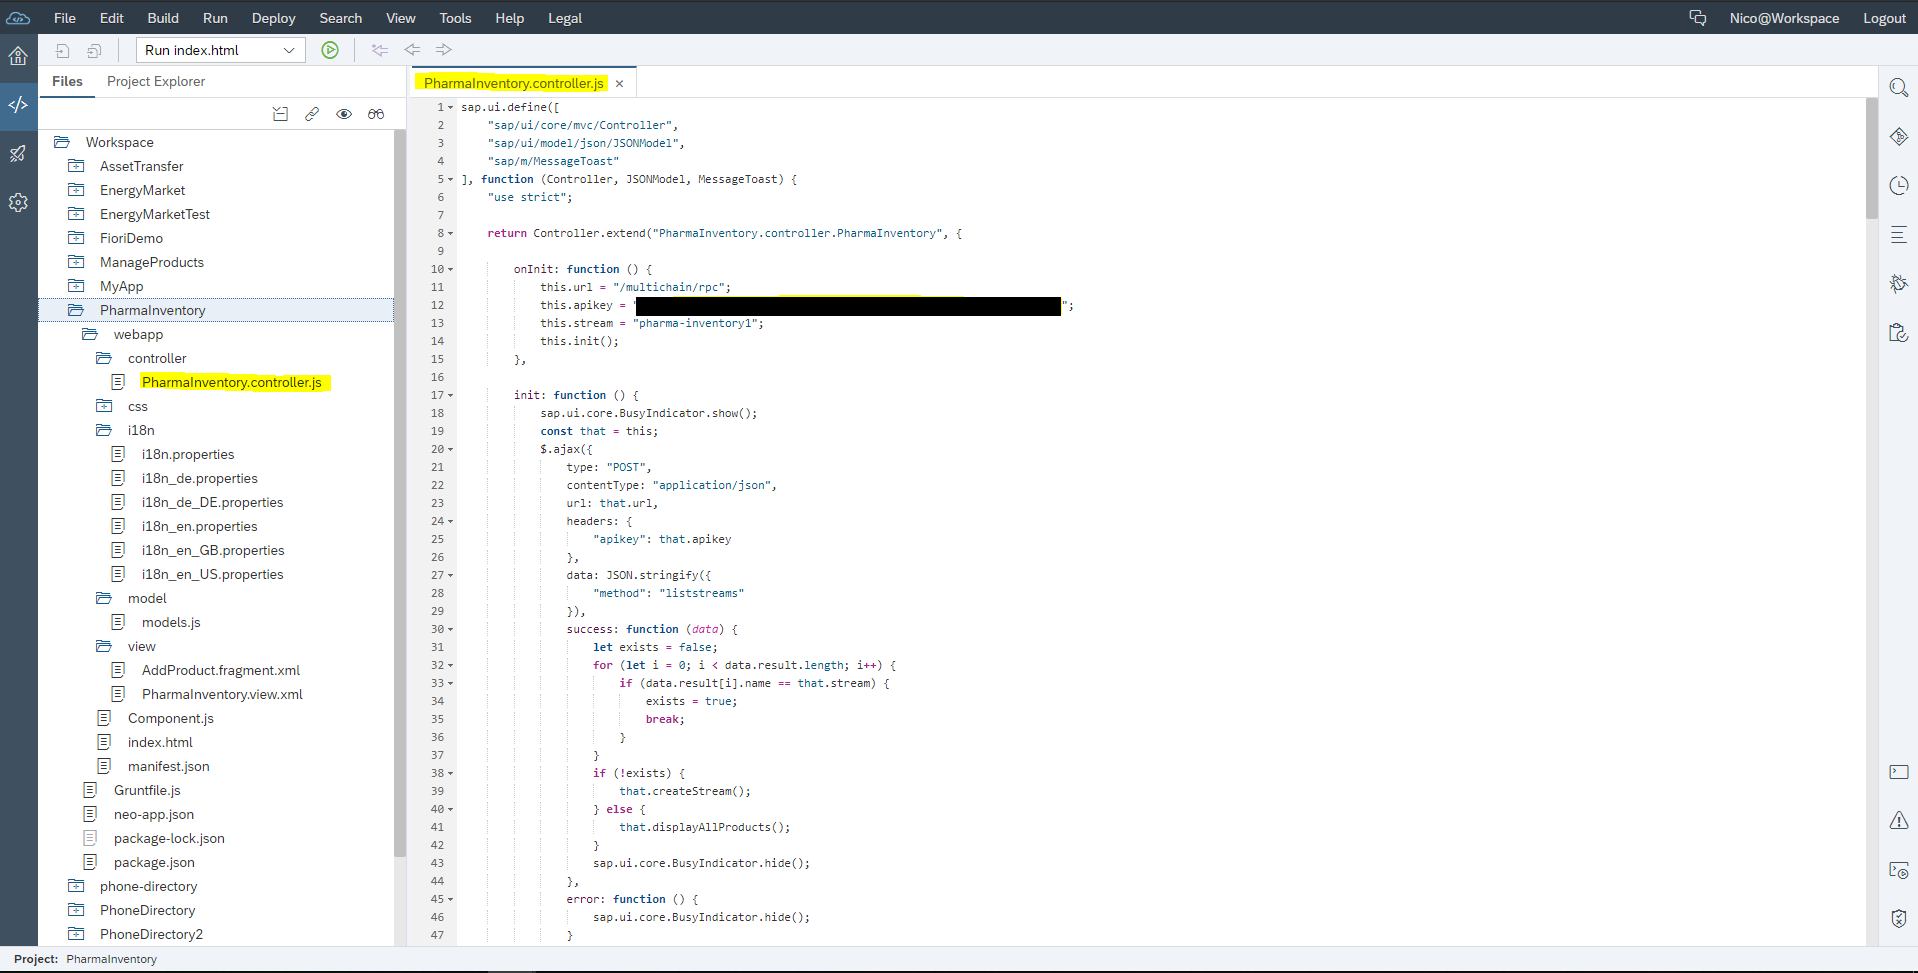 File Edit Build Run Deploy Search View Tools Help Legal Nico@Workspace Logout
Run index.html
Files Project Explorer
Workspace
AssetTransfer
EnergyMarket
EnergyMarketTest
FioriDemo
ManageProducts
MyApp
PharmaInventory
webapp
controller
PharmaInventory.controller.js
css
i18n
i18n.properties
i18n_de.properties
i18n_de_DE.properties
i18n_en.properties
i18n_en_GB.properties
i18n_en_US.properties
model
models.js
view
AddProduct.fragment.xml
PharmaInventory.view.xml
Component.js
index.html
manifest.json
Gruntfile.js
neo-app.json
package-lock.json
package.json
phone-directory
PhoneDirectory
PhoneDirectory2
PharmaInventory.controller.js ×
1 sap.ui.define([
2 "sap/ui/core/mvc/Controller",
3 "sap/ui/model/json/JSONModel",
4 "sap/m/MessageToast"
5 ], function (Controller, JSONModel, MessageToast) {
6 "use strict";
7
8 return Controller.extend("PharmaInventory.controller.PharmaInventory", {
9
10 onInit: function () {
11 this.url = "/multichain/rpc";
12 this.apikey = " ";
13 this.stream = "pharma-inventory1";
14 this.init();
15 },
16
17 init: function () {
18 sap.ui.core.BusyIndicator.show();
19 const that = this;
20 $.ajax({
21 type: "POST",
22 contentType: "application/json",
23 url: that.url,
24 headers: {
25 "apikey": that.apikey
26 },
27 data: JSON.stringify({
28 "method": "liststreams"
29 }),
30 success: function (data) {
31 let exists = false;
32 for (let i = 0; i < data.result.length; i++) {
33 if (data.result[i].name == that.stream) {
34 exists = true;
35 break;
36 }
37 }
38 if (!exists) {
39 that.createStream();
40 } else {
41 that.displayAllProducts();
42 }
43 sap.ui.core.BusyIndicator.hide();
44 },
45 error: function () {
46 sap.ui.core.BusyIndicator.hide();
47 }
Project: PharmaInventory